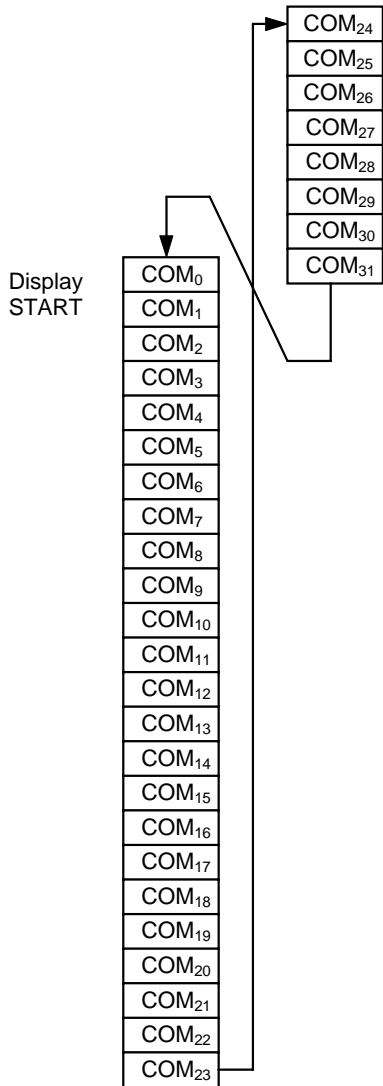 COM₂₄
COM₂₅
COM₂₆
COM₂₇
COM₂₈
COM₂₉
COM₃₀
COM₃₁
Display
START
COM₀
COM₁
COM₂
COM₃
COM₄
COM₅
COM₆
COM₇
COM₈
COM₉
COM₁₀
COM₁₁
COM₁₂
COM₁₃
COM₁₄
COM₁₅
COM₁₆
COM₁₇
COM₁₈
COM₁₉
COM₂₀
COM₂₁
COM₂₂
COM₂₃